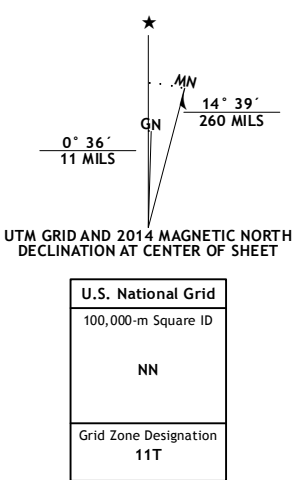 ★
MN
GN
14° 39´
260 MILS
0° 36´
11 MILS
UTM GRID AND 2014 MAGNETIC NORTH
DECLINATION AT CENTER OF SHEET
U.S. National Grid
100,000-m Square ID
NN
Grid Zone Designation
11T